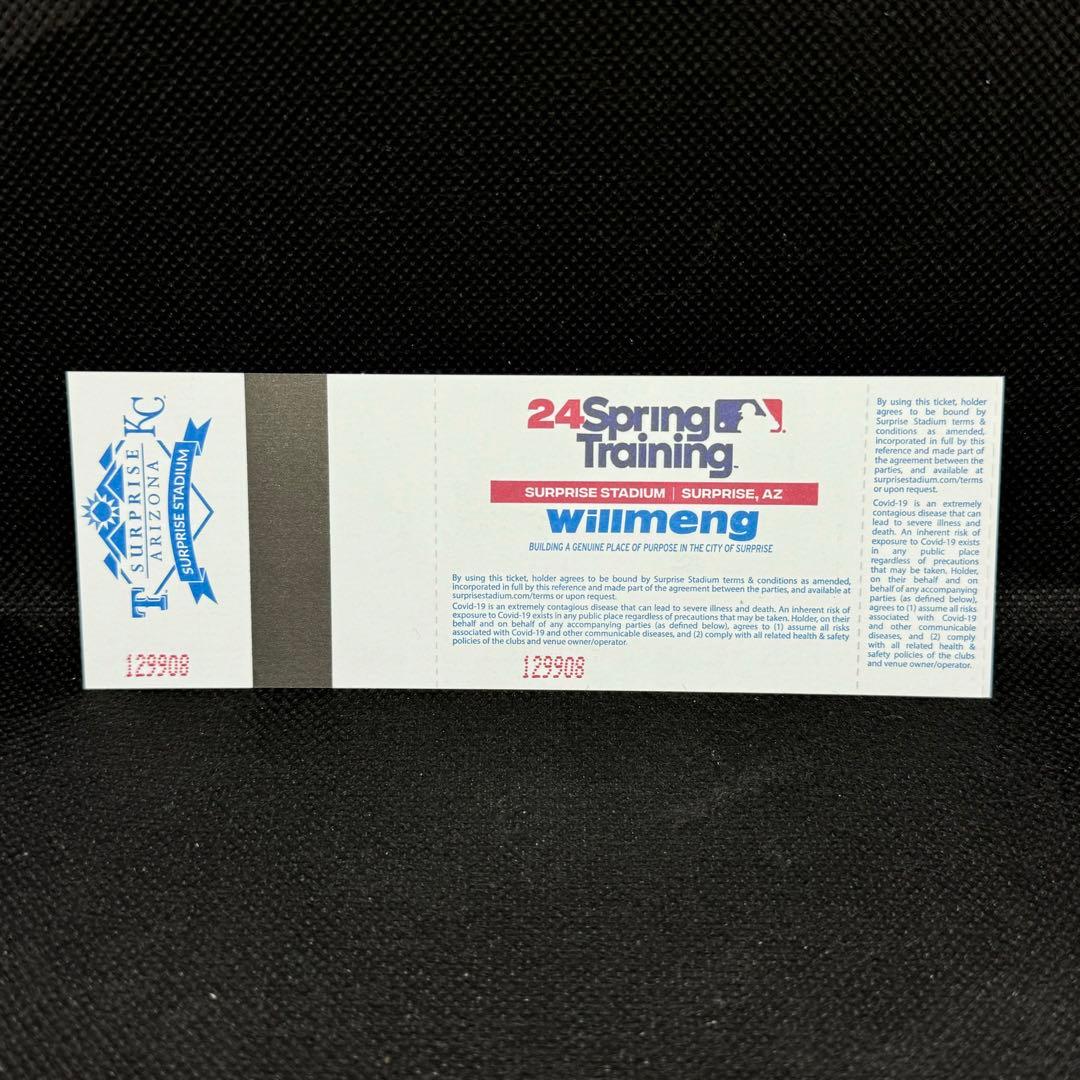 T KC
SURPRISE
ARIZONA
SURPRISE STADIUM
129908
24Spring
Training™
SURPRISE STADIUM | SURPRISE, AZ
willmeng
BUILDING A GENUINE PLACE OF PURPOSE IN THE CITY OF SURPRISE
By using this ticket, holder agrees to be bound by Surprise Stadium terms & conditions as amended,
incorporated in full by this reference and made part of the agreement between the parties, and available at
surprisestadium.com/terms or upon request.
Covid-19 is an extremely contagious disease that can lead to severe illness and death. An inherent risk of
exposure to Covid-19 exists in any public place regardless of precautions that may be taken. Holder, on their
behalf and on behalf of any accompanying parties (as defined below), agrees to (1) assume all risks
associated with Covid-19 and other communicable diseases, and (2) comply with all related health & safety
policies of the clubs and venue owner/operator.
129908
By using this ticket, holder
agrees to be bound by
Surprise Stadium terms &
conditions as amended,
incorporated in full by this
reference and made part of
the agreement between the
parties, and available at
surprisestadium.com/terms
or upon request.
Covid-19 is an extremely
contagious disease that can
lead to severe illness and
death. An inherent risk of
exposure to Covid-19 exists
in any public place
regardless of precautions
that may be taken. Holder,
on their behalf and on
behalf of any accompanying
parties (as defined below),
agrees to (1) assume all risks
associated with Covid-19
and other communicable
diseases, and (2) comply
with all related health &
safety policies of the clubs
and venue owner/operator.